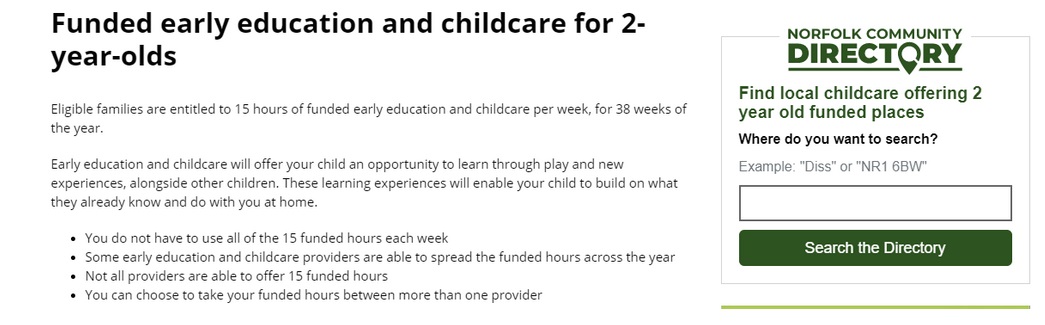 Funded early education and childcare for 2-
year-olds
Eligible families are entitled to 15 hours of funded early education and childcare per week, for 38 weeks of
the year.
Early education and childcare will offer your child an opportunity to learn through play and new
experiences, alongside other children. These learning experiences will enable your child to build on what
they already know and do with you at home.
• You do not have to use all of the 15 funded hours each week
• Some early education and childcare providers are able to spread the funded hours across the year
• Not all providers are able to offer 15 funded hours
• You can choose to take your funded hours between more than one provider
NORFOLK COMMUNITY
DIRECTORY
Find local childcare offering 2
year old funded places
Where do you want to search?
Example: "Diss" or "NR1 6BW"
Search the Directory